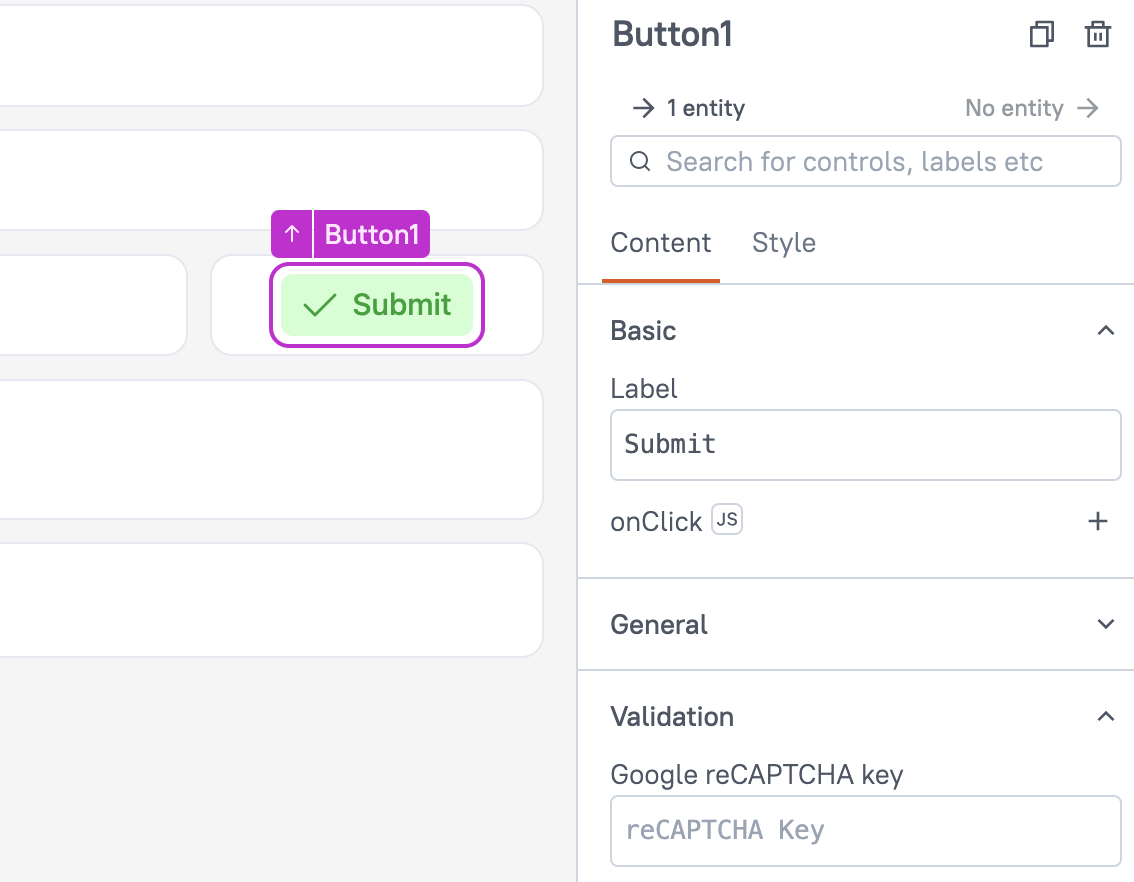 Button1
Submit
Button1
1 entity
No entity
Search for controls, labels etc
Content
Style
Basic
Label
Submit
onClick JS
General
Validation
Google reCAPTCHA key
reCAPTCHA Key